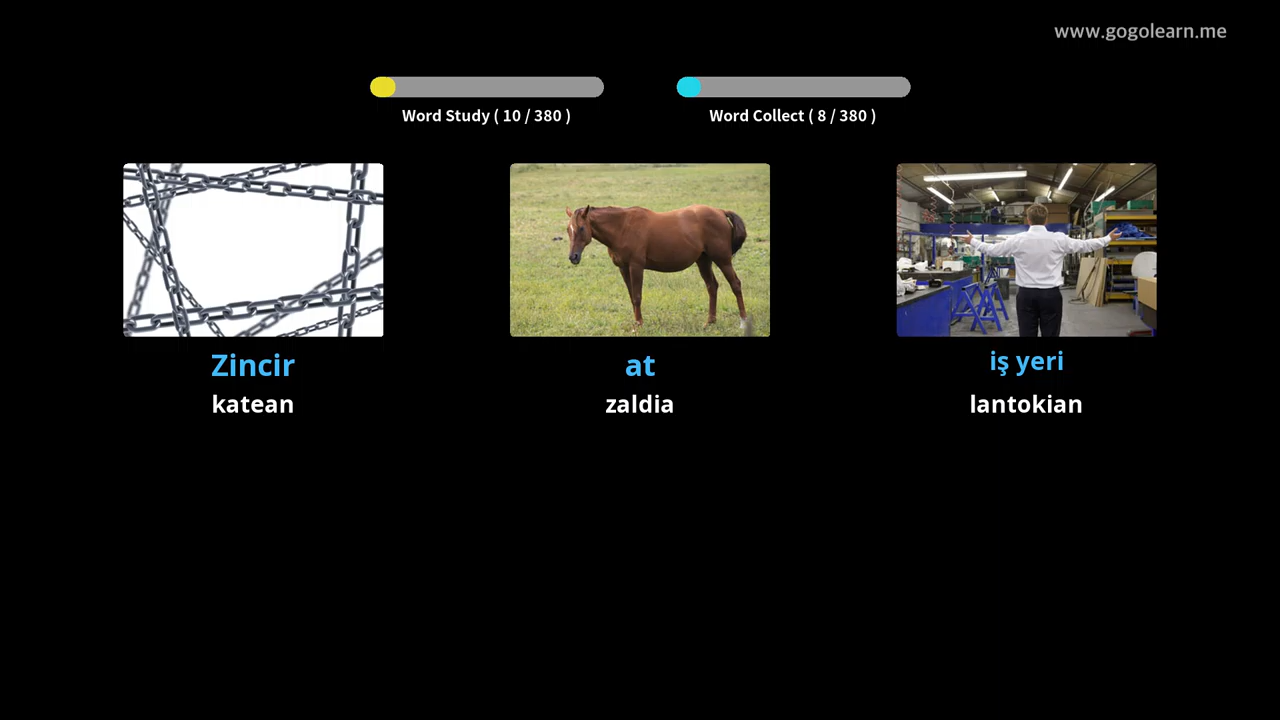 www.gogolearn.me
Word Study ( 10 / 380 )
Word Collect ( 8 / 380 )
Zincir
katean
at
zaldia
iş yeri
lantokian